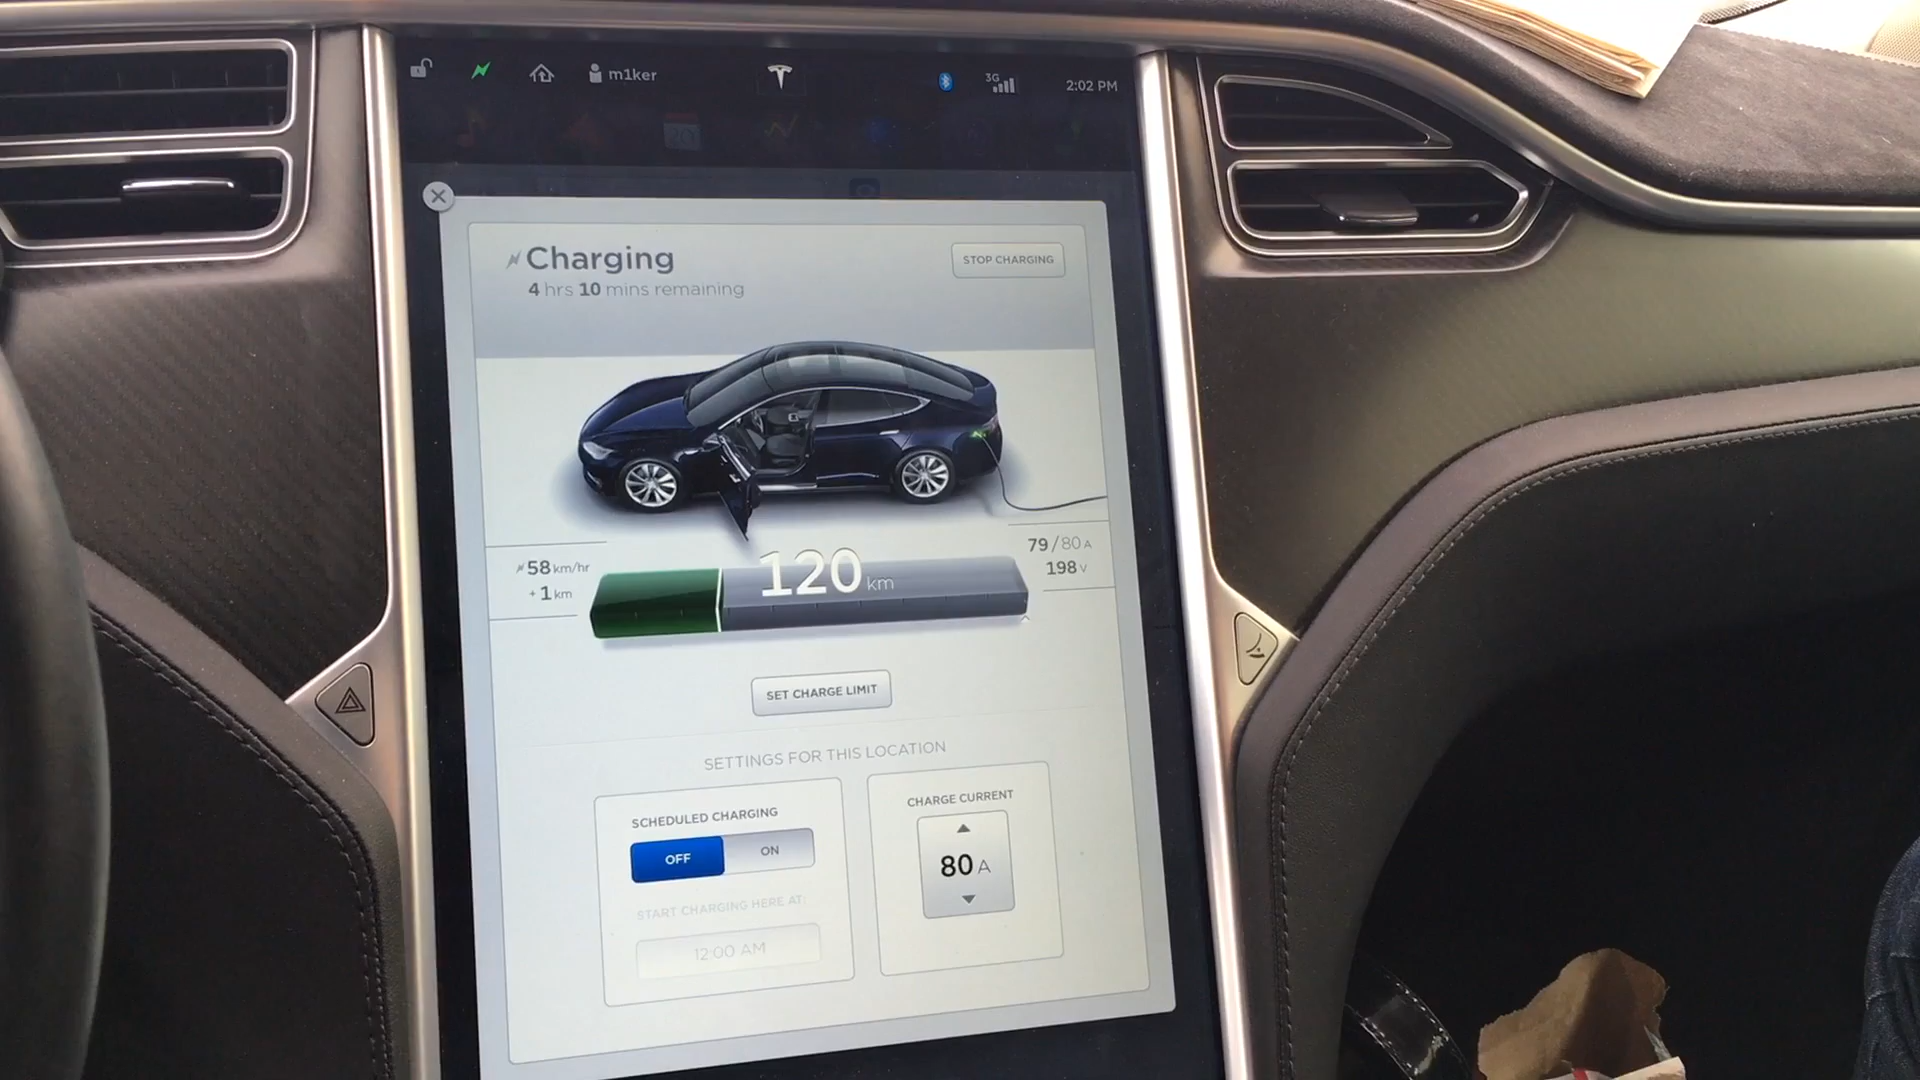 m1ker
3G
2:02 PM
20
Charging
STOP CHARGING
4 hrs 10 mins remaining
58 km/hr
+ 1 km
120 km
79 / 80 A
198 V
SET CHARGE LIMIT
SETTINGS FOR THIS LOCATION
SCHEDULED CHARGING
OFF
ON
START CHARGING HERE AT:
12:00 AM
CHARGE CURRENT
80 A